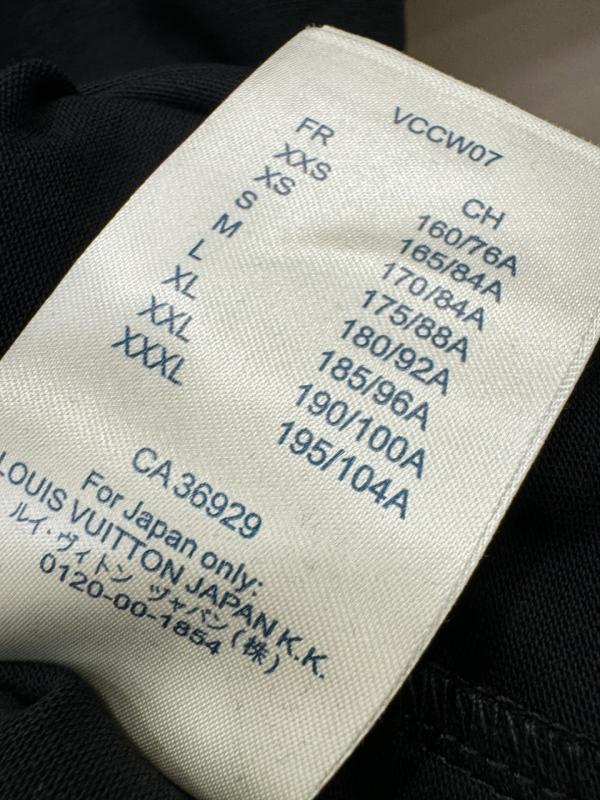 VCCW07
FR CH
XXS 160/76A
XS 165/84A
S 170/84A
M 175/88A
L 180/92A
XL 185/96A
XXL 190/100A
XXXL 195/104A
CA 36929
For Japan only:
LOUIS VUITTON JAPAN K.K.
ルイ・ヴィトン ヅャパン (株)
0120-00-1854